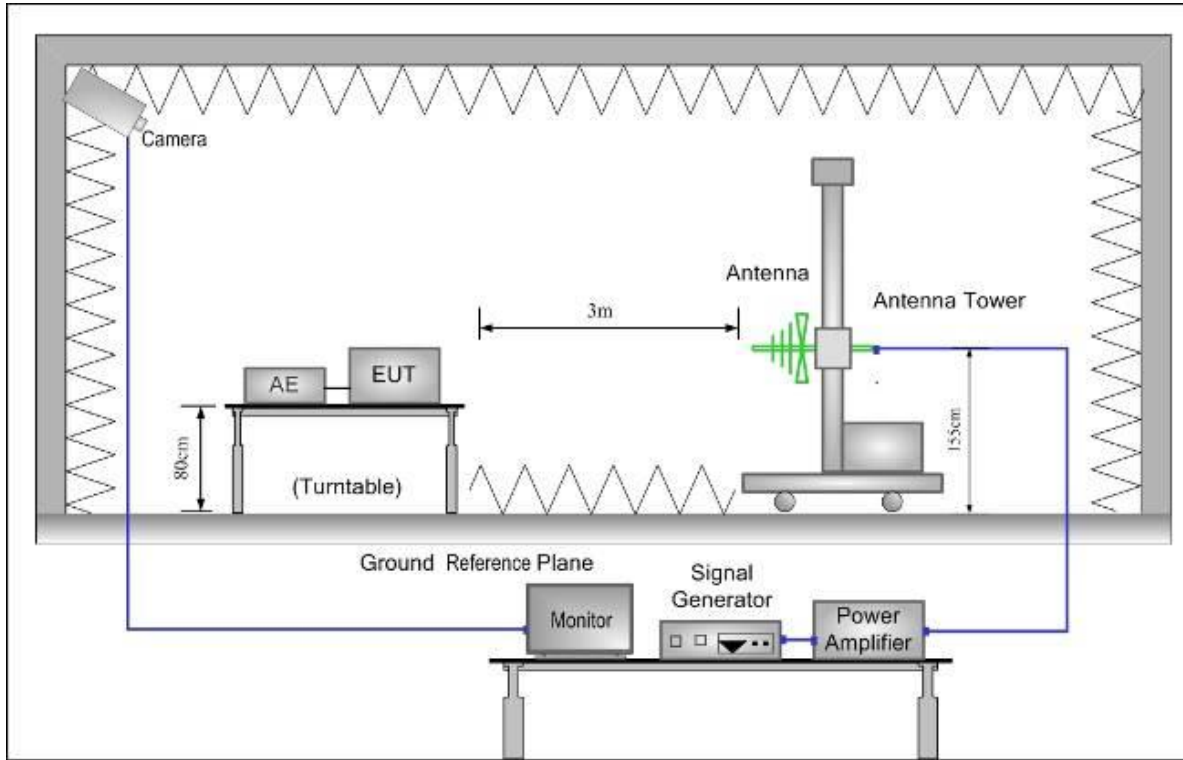 Camera
Antenna
3m
Antenna Tower
AE
EUT
80cm
(Turntable)
155cm
Ground Reference Plane
Signal
Generator
Monitor
Power
Amplifier